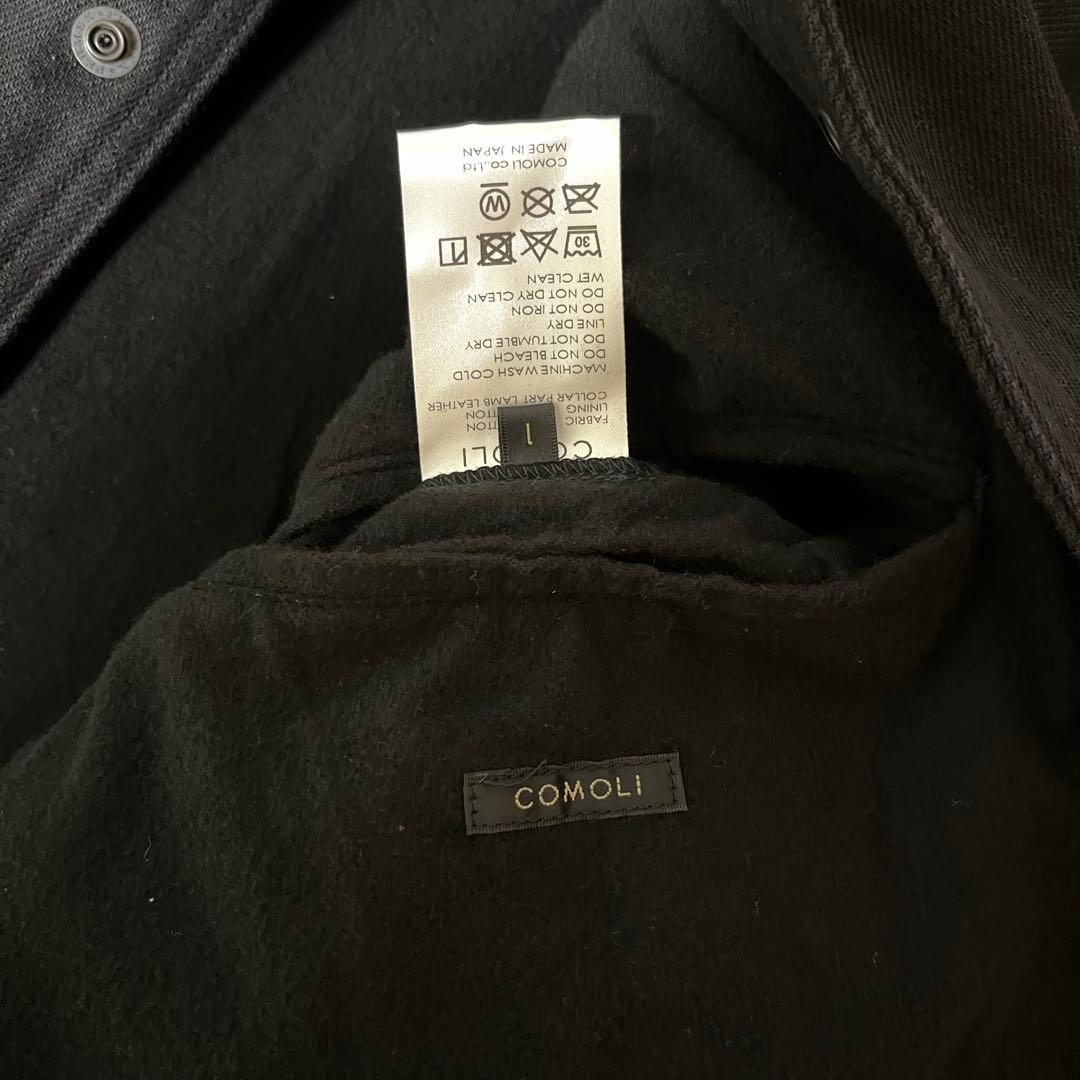 COMOLI
FABRIC
LINING
COLLAR PART LAMB LEATHER
MACHINE WASH COLD
DO NOT BLEACH
DO NOT TUMBLE DRY
LINE DRY
DO NOT IRON
DO NOT DRY CLEAN
WET CLEAN
30
W
COMOLI co.,Ltd
MADE IN JAPAN
1
COMOLI